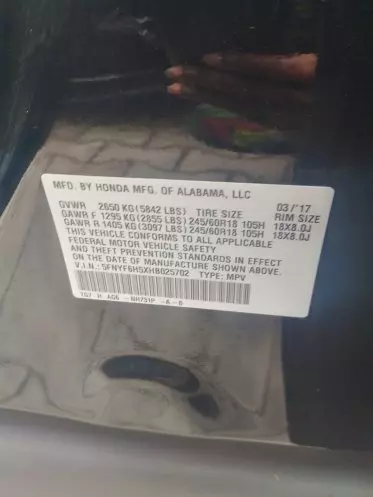 MFD. BY HONDA MFG. OF ALABAMA, LLC 03/'17
GVWR 2650 KG (5842 LBS) TIRE SIZE RIM SIZE
GAWR F 1295 KG (2855 LBS) 245/60R18 105H 18X8.0J
GAWR R 1405 KG (3097 LBS) 245/60R18 105H 18X8.0J
THIS VEHICLE CONFORMS TO ALL APPLICABLE
FEDERAL MOTOR VEHICLE SAFETY, BUMPER,
AND THEFT PREVENTION STANDARDS IN EFFECT
ON THE DATE OF MANUFACTURE SHOWN ABOVE.
V.I.N.: 5FNYF6H5XHB025702 TYPE: MPV